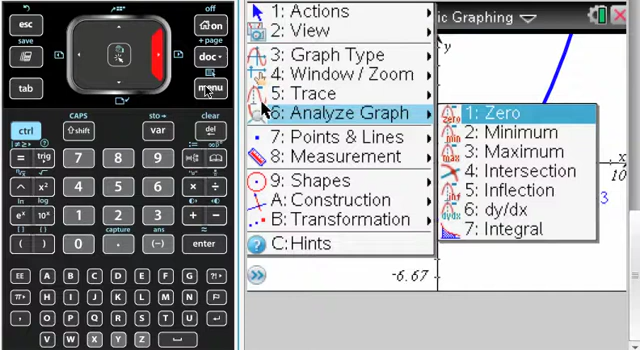 esc
save
tab
off
on
+ page
doc
menu
ctrl
CAPS
shift
sto→
var
clear
del
=
trig
7
8
9
x²
4
5
6
×
÷
eˣ
10ˣ
1
2
3
+
−
(
)
0
capture
.
ans
(−)
≈
enter
EE
A
B
C
D
E
F
G
?!
π
H
I
J
K
L
M
N
O
P
Q
R
S
T
U
V
W
X
Y
Z
1: Actions
2: View
3: Graph Type
4: Window / Zoom
5: Trace
6: Analyze Graph
7: Points & Lines
8: Measurement
9: Shapes
A: Construction
B: Transformation
C: Hints
1: Zero
2: Minimum
3: Maximum
4: Intersection
5: Inflection
6: dy/dx
7: Integral
ic Graphing
y
x
10
3
-6.67